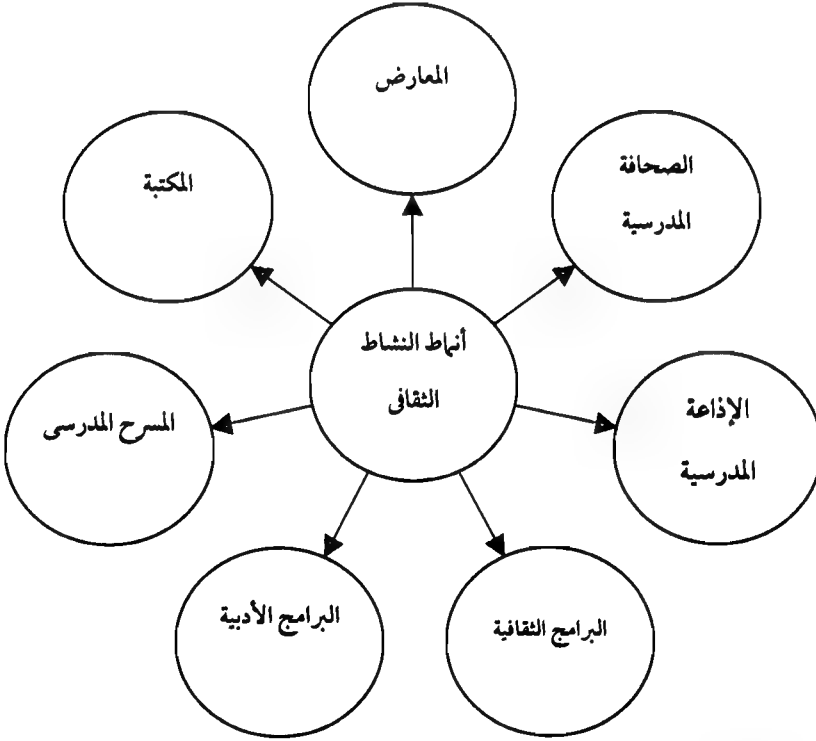 المعارض
الصحافة
المدرسية
المكتبة
أنماط النشاط
الثقافى
الإذاعة
المدرسية
المسرح المدرسى
البرامج الثقافية
البرامج الأدبية